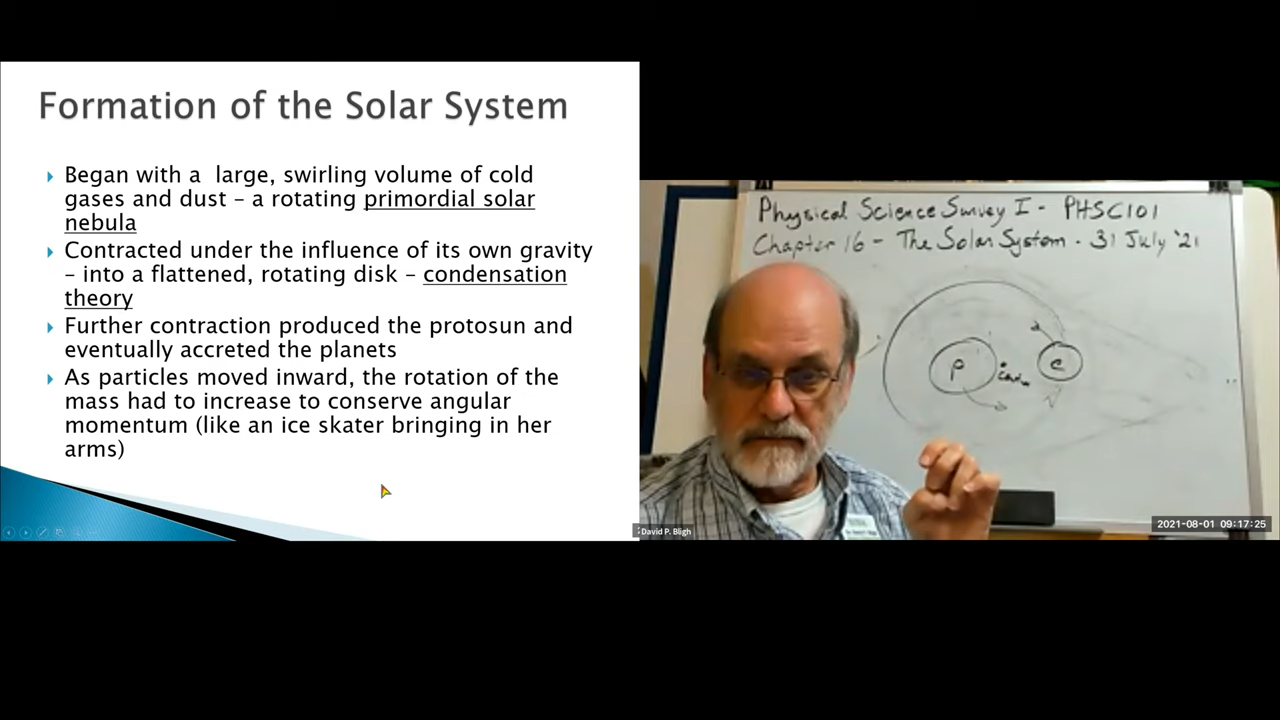 Formation of the Solar System
Began with a large, swirling volume of cold
gases and dust – a rotating primordial solar
nebula
Contracted under the influence of its own gravity
– into a flattened, rotating disk – condensation
theory
Further contraction produced the protosun and
eventually accreted the planets
As particles moved inward, the rotation of the
mass had to increase to conserve angular
momentum (like an ice skater bringing in her
arms)
Physical Science Survey I - PHSC101
Chapter 16 - The Solar System - 31 July '21
P
C
David P. Bligh
2021-08-01 09:17:25